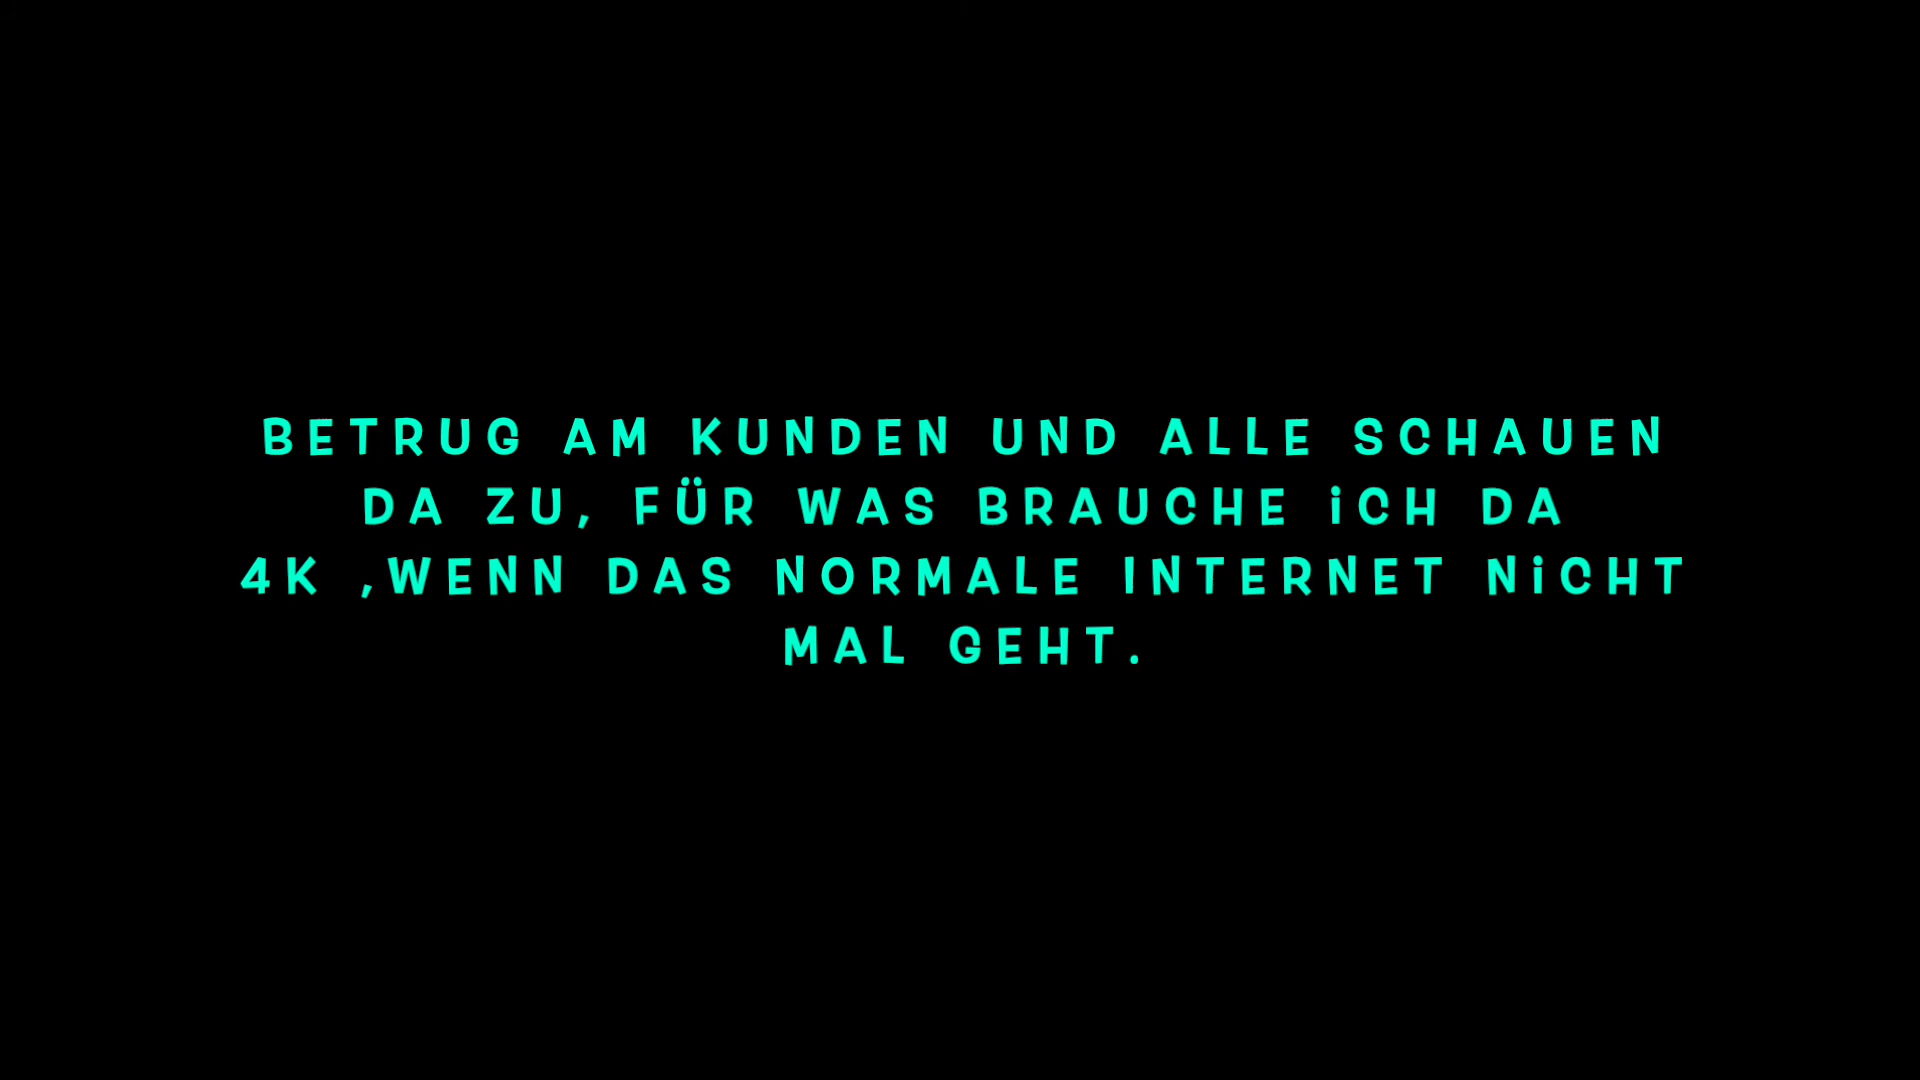 BETRUG AM KUNDEN UND ALLE SCHAUEN
DA ZU, FÜR WAS BRAUCHE iCH DA
4K ,WENN DAS NORMALE INTERNET NiCHT
MAL GEHT.